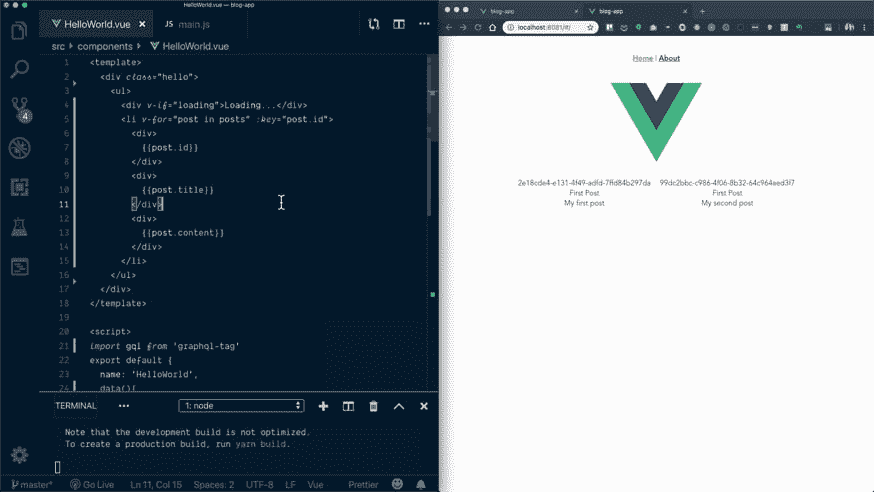 HelloWorld.vue — blog-app
HelloWorld.vue
JS main.js
src > components > HelloWorld.vue
1 <template>
2 <div class="hello">
3 <ul>
4 <div v-if="loading">Loading...</div>
5 <li v-for="post in posts" :key="post.id">
6 <div>
7 {{post.id}}
8 </div>
9 <div>
10 {{post.title}}
11 </div>
12 <div>
13 {{post.content}}
14 </div>
15 </li>
16 </ul>
17 </div>
18 </template>
19
20 <script>
21 import gql from 'graphql-tag'
22 export default {
23 name: 'HelloWorld',
24 data(){
4
TERMINAL
1: node
Note that the development build is not optimized.
To create a production build, run yarn build.
master*
Go Live
Ln 11, Col 15
Spaces: 2
UTF-8
LF
Vue
Prettier
blog-app
blog-app
localhost:8081/#/
Home | About
2e18cde4-e131-4f49-adfd-7ffd84b297da
First Post
My first post
99dc2bbc-c986-4f06-8b32-64c964aed3f7
First Post
My second post